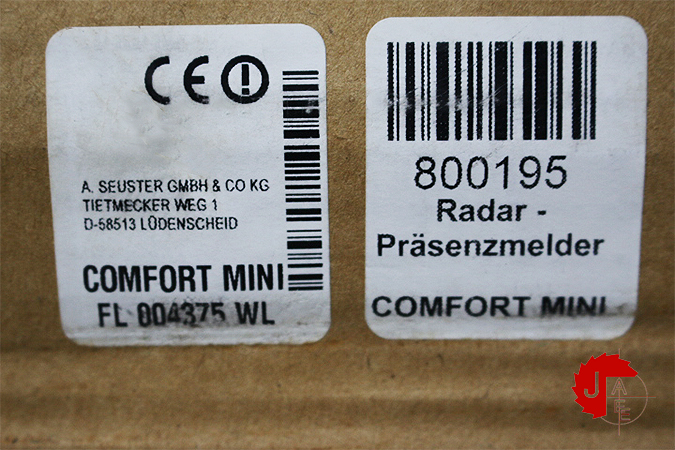 CE
A. SEUSTER GMBH & CO KG
TIETMECKER WEG 1
D-58513 LÜDENSCHEID
COMFORT MINI
FL 004375 WL
800195
Radar -
Präsenzmelder
COMFORT MINI
J